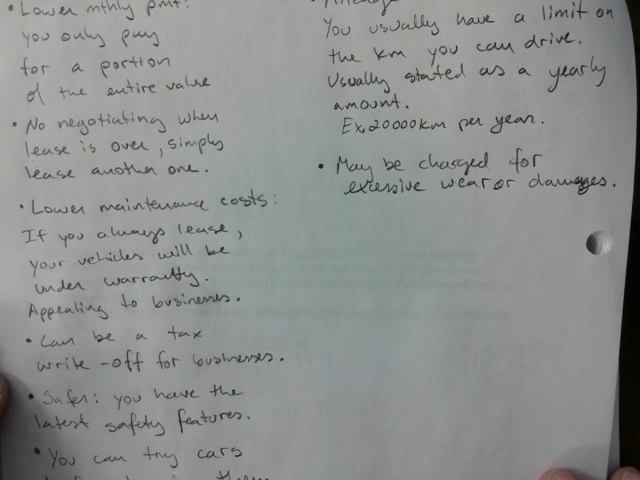 • Lower mthly pmt:
you only pay
for a portion
of the entire value
• No negotiating when
lease is over, simply
lease another one.
• Lower maintenance costs:
If you always lease,
your vehicles will be
under warratty.
Appealing to businesses.
• Can be a tax
write-off for businesses.
• Safer: you have the
latest safety features.
• You can try cars
You usually have a limit on
the km you can drive.
Usually stated as a yearly
amount.
Ex, 20000km per year.
• May be charged for
excessive wear or damages.